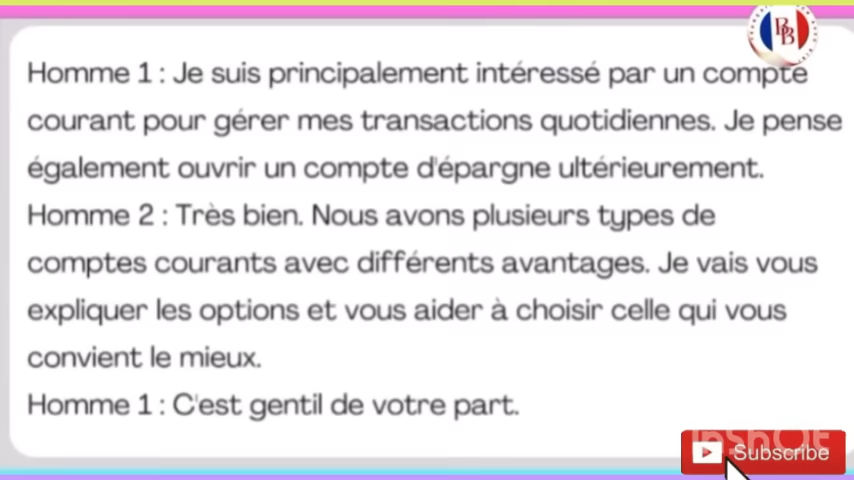 Homme 1 : Je suis principalement intéressé par un compte
courant pour gérer mes transactions quotidiennes. Je pense
également ouvrir un compte d'épargne ultérieurement.
Homme 2 : Très bien. Nous avons plusieurs types de
comptes courants avec différents avantages. Je vais vous
expliquer les options et vous aider à choisir celle qui vous
convient le mieux.
Homme 1 : C'est gentil de votre part.
InShOt
Subscribe